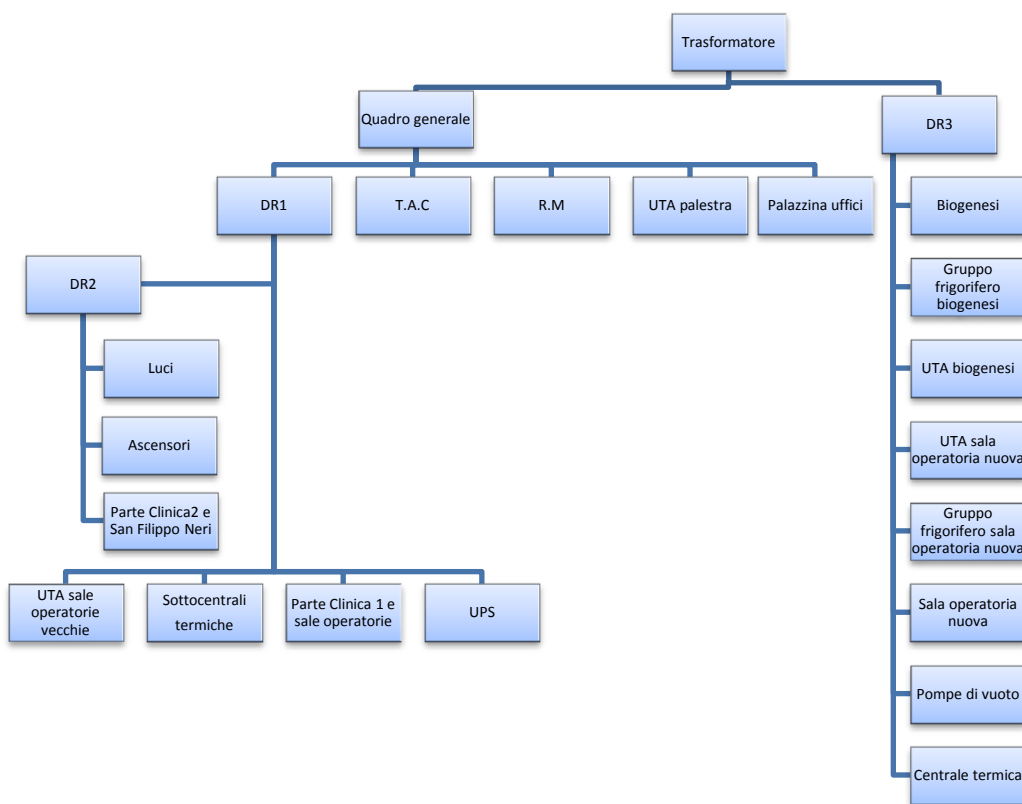 Trasformatore
Quadro generale
DR3
DR1
T.A.C
R.M
UTA palestra
Palazzina uffici
Biogenesi
DR2
Gruppo
frigorifero
biogenesi
Luci
UTA biogenesi
Ascensori
UTA sala
operatoria nuova
Parte Clinica2 e
San Filippo Neri
Gruppo
frigorifero sala
operatoria nuova
UTA sale
operatorie
vecchie
Sottocentrali
termiche
Parte Clinica 1 e
sale operatorie
UPS
Sala operatoria
nuova
Pompe di vuoto
Centrale termica